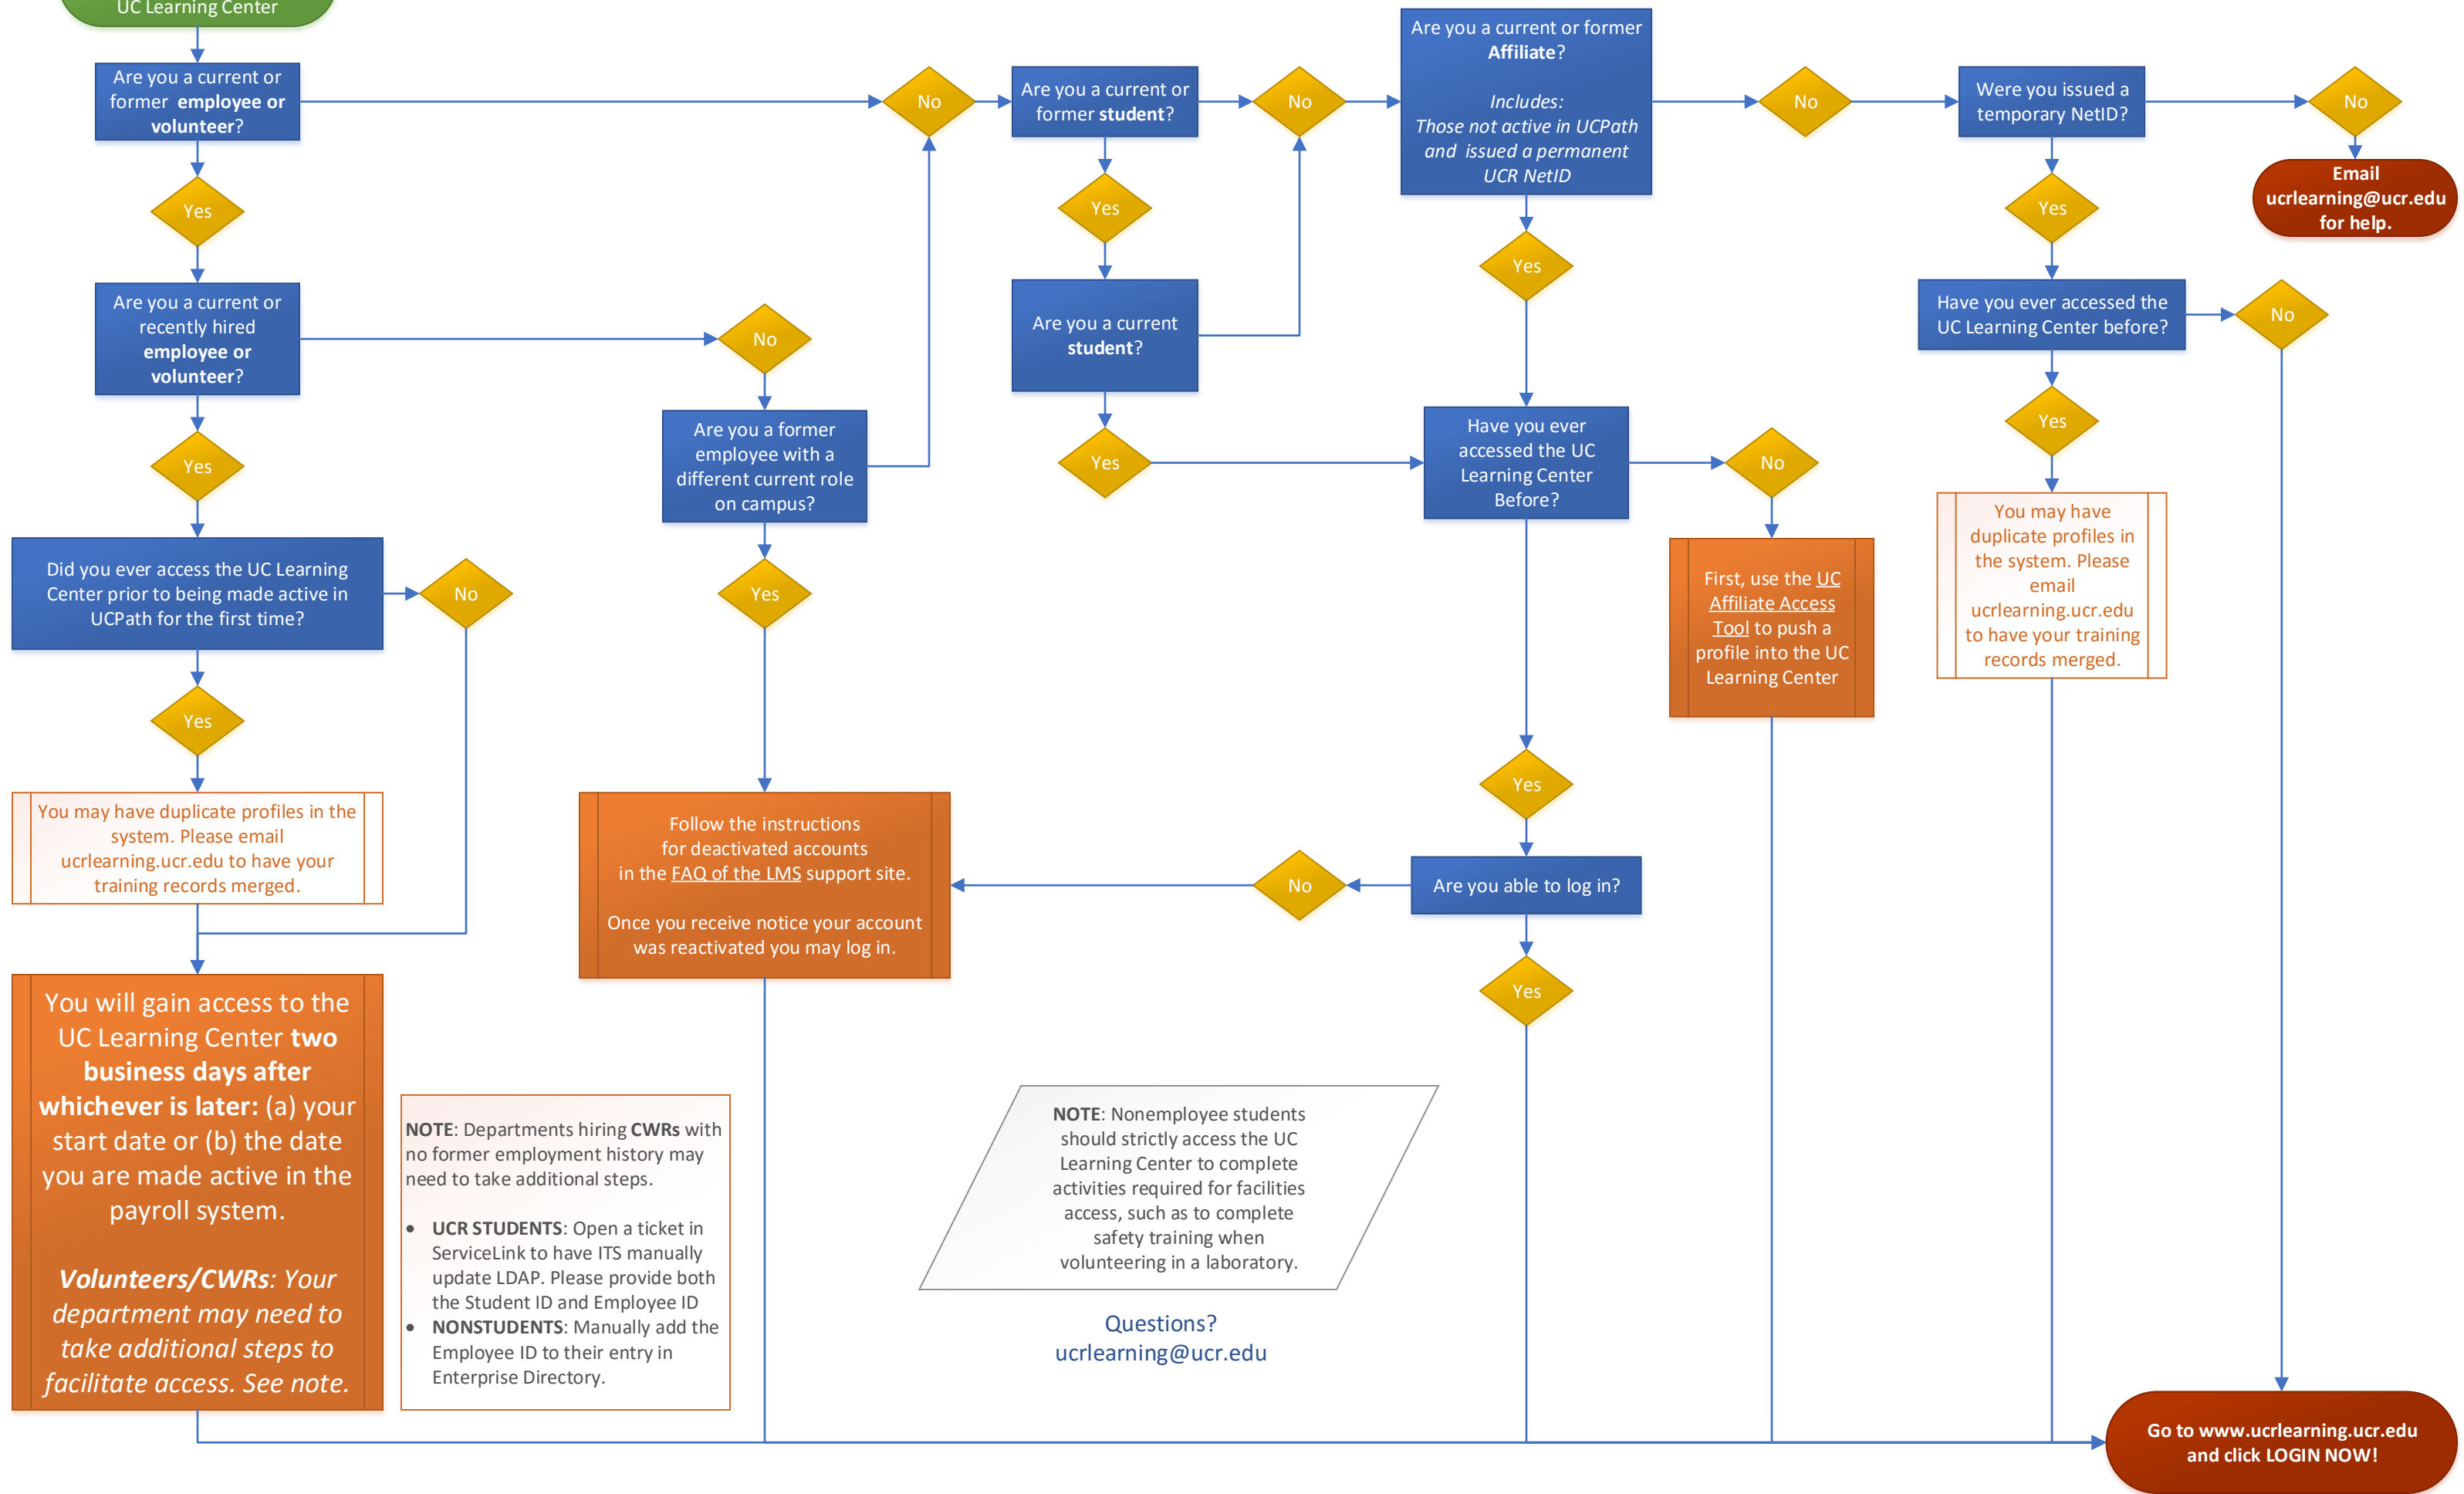 UC Learning Center
Are you a current or
former employee or
volunteer?
Yes
No
Are you a current or
recently hired
employee or
volunteer?
Yes
No
Did you ever access the UC Learning
Center prior to being made active in
UCPath for the first time?
No
Yes
You may have duplicate profiles in the
system. Please email
ucrlearning.ucr.edu to have your
training records merged.
You will gain access to the
UC Learning Center two
business days after
whichever is later: (a) your
start date or (b) the date
you are made active in the
payroll system.
Volunteers/CWRs: Your
department may need to
take additional steps to
facilitate access. See note.
NOTE: Departments hiring CWRs with
no former employment history may
need to take additional steps.
• UCR STUDENTS: Open a ticket in
ServiceLink to have ITS manually
update LDAP. Please provide both
the Student ID and Employee ID
• NONSTUDENTS: Manually add the
Employee ID to their entry in
Enterprise Directory.
Are you a former
employee with a
different current role
on campus?
Yes
Follow the instructions
for deactivated accounts
in the FAQ of the LMS support site.
Once you receive notice your account
was reactivated you may log in.
Are you a current or
former student?
No
Yes
Are you a current
student?
Yes
Are you a current or former
Affiliate?
Includes:
Those not active in UCPath
and issued a permanent
UCR NetID
No
Yes
Have you ever
accessed the UC
Learning Center
Before?
No
First, use the UC
Affiliate Access
Tool to push a
profile into the UC
Learning Center
Yes
Are you able to log in?
No
Yes
NOTE: Nonemployee students
should strictly access the UC
Learning Center to complete
activities required for facilities
access, such as to complete
safety training when
volunteering in a laboratory.
Questions?
ucrlearning@ucr.edu
Were you issued a
temporary NetID?
No
Email
ucrlearning@ucr.edu
for help.
Yes
Have you ever accessed the
UC Learning Center before?
No
Yes
You may have
duplicate profiles in
the system. Please
email
ucrlearning.ucr.edu
to have your training
records merged.
Go to www.ucrlearning.ucr.edu
and click LOGIN NOW!